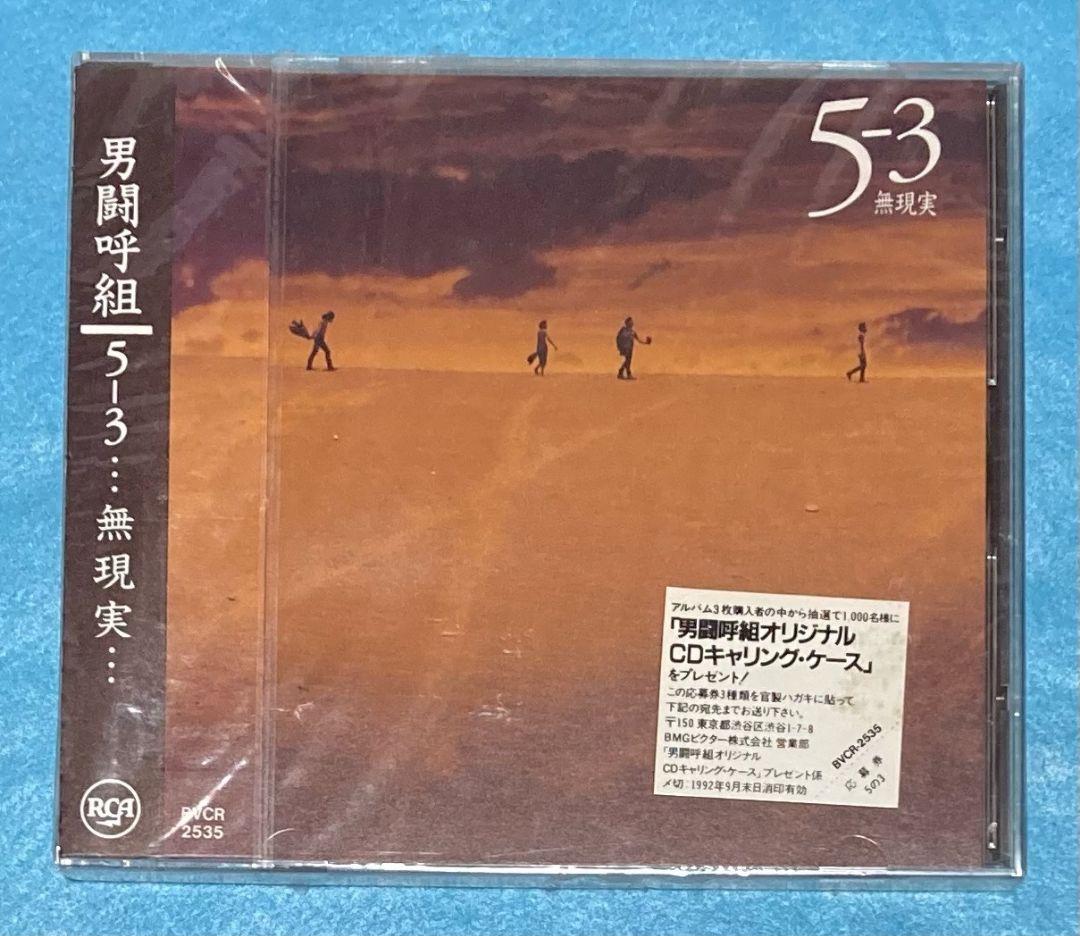 男闘呼組
5-3…無現実…
RCA
BVCR
2535
5-3
無現実
アルバム3枚購入者の中から抽選で1,000名様に
「男闘呼組オリジナル
CDキャリング・ケース」
をプレゼント!
この応募券3種類を官製ハガキに貼って
下記の宛先までお送り下さい。
〒150 東京都渋谷区渋谷1-7-8
BMGビクター株式会社 営業部
「男闘呼組オリジナル
CDキャリング・ケース」プレゼント係
〆切:1992年9月末日消印有効
BVCR-2535
応募券
5の3